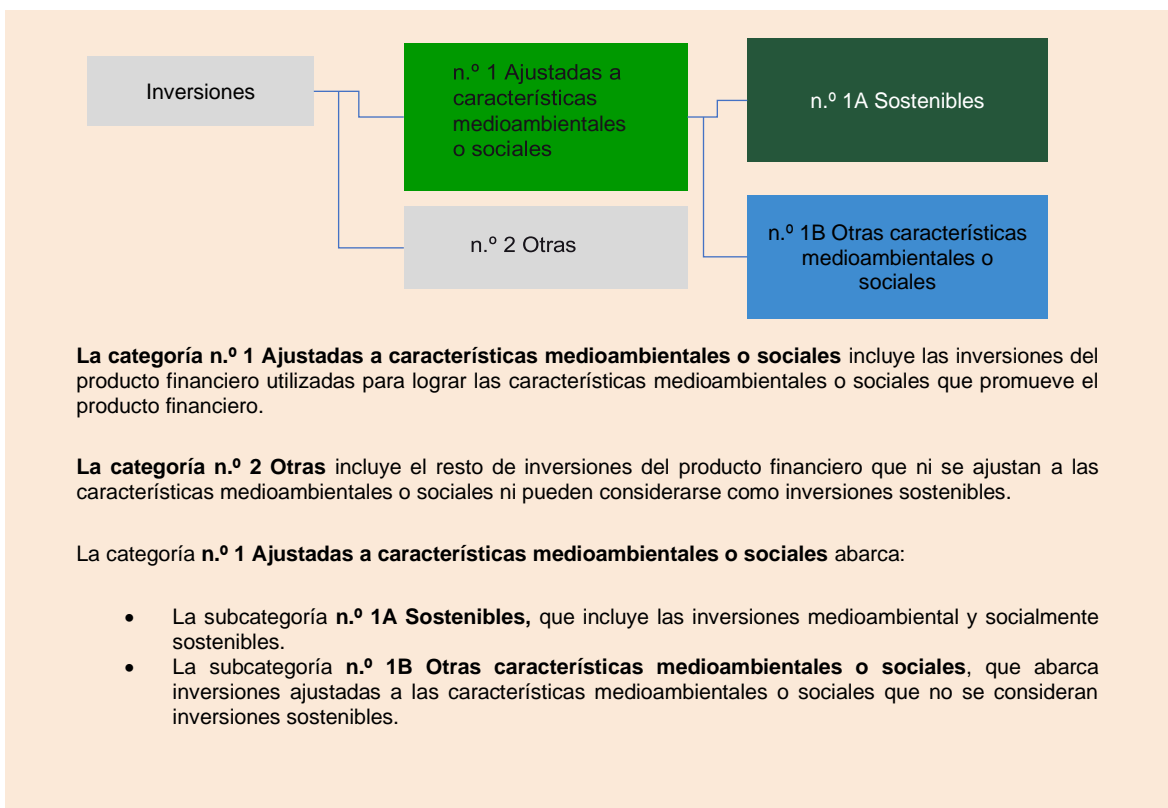 Inversiones
n.º 1 Ajustadas a
características
medioambientales
o sociales
n.º 2 Otras
n.º 1A Sostenibles
n.º 1B Otras características
medioambientales o
sociales
La categoría n.º 1 Ajustadas a características medioambientales o sociales incluye las inversiones del
producto financiero utilizadas para lograr las características medioambientales o sociales que promueve el
producto financiero.
La categoría n.º 2 Otras incluye el resto de inversiones del producto financiero que ni se ajustan a las
características medioambientales o sociales ni pueden considerarse como inversiones sostenibles.
La categoría n.º 1 Ajustadas a características medioambientales o sociales abarca:
• La subcategoría n.º 1A Sostenibles, que incluye las inversiones medioambiental y socialmente
sostenibles.
• La subcategoría n.º 1B Otras características medioambientales o sociales, que abarca
inversiones ajustadas a las características medioambientales o sociales que no se consideran
inversiones sostenibles.